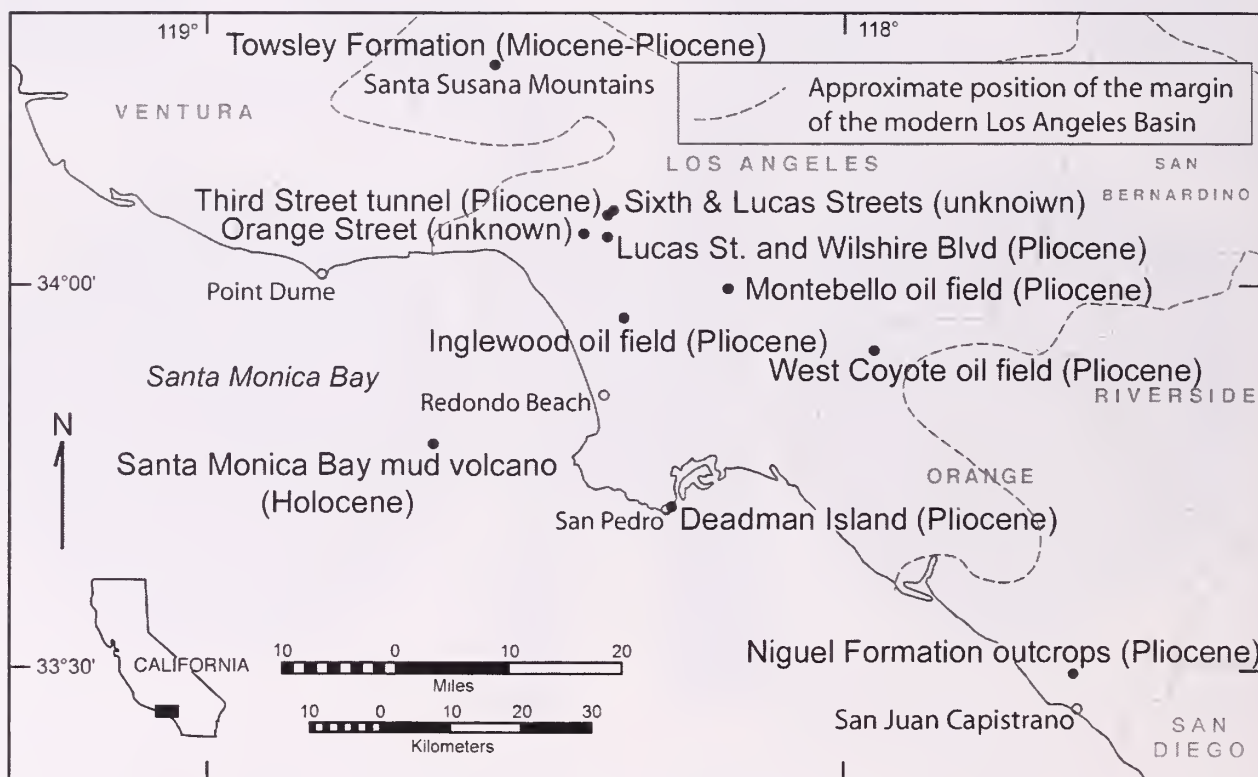 119°
118°
Towsley Formation (Miocene-Pliocene)
Santa Susana Mountains
Approximate position of the margin
of the modern Los Angeles Basin
VENTURA
LOS ANGELES
SAN
BERNARDINO
Third Street tunnel (Pliocene)
Sixth & Lucas Streets (unknoiwn)
Orange Street (unknown)
Lucas St. and Wilshire Blvd (Pliocene)
34°00'
Point Dume
Montebello oil field (Pliocene)
Inglewood oil field (Pliocene)
West Coyote oil field (Pliocene)
Santa Monica Bay
Redondo Beach
RIVERSIDE
N
Santa Monica Bay mud volcano
(Holocene)
ORANGE
San Pedro
Deadman Island (Pliocene)
CALIFORNIA
33°30'
10 0 10 20
Miles
10 0 10 20 30
Kilometers
Niguel Formation outcrops (Pliocene)
San Juan Capistrano
SAN
DIEGO